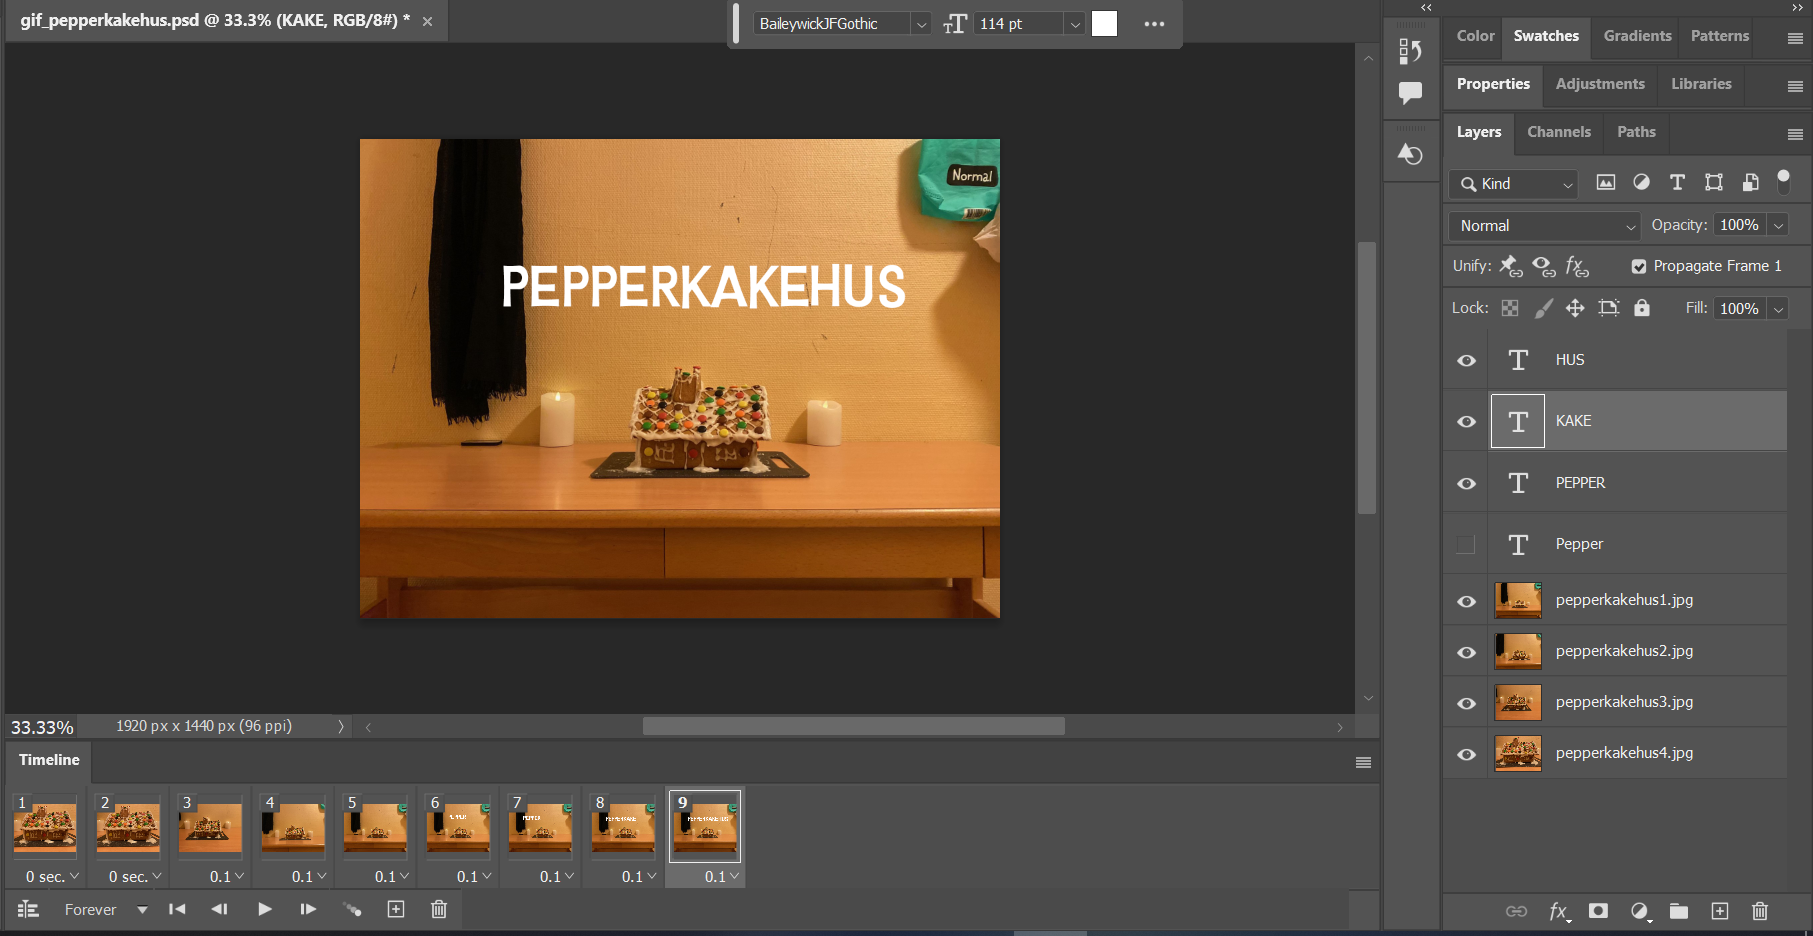 gif_pepperkakehus.psd @ 33.3% (KAKE, RGB/8#) *
BaileywickJFGothic
114 pt
Color
Swatches
Gradients
Patterns
Properties
Adjustments
Libraries
Layers
Channels
Paths
Kind
Normal
Opacity: 100%
Unify:
Propagate Frame 1
Lock:
Fill: 100%
HUS
KAKE
PEPPER
Pepper
pepperkakehus1.jpg
pepperkakehus2.jpg
pepperkakehus3.jpg
pepperkakehus4.jpg
Normal
PEPPERKAKEHUS
33.33%
1920 px x 1440 px (96 ppi)
Timeline
1 2 3 4 5 6 7 8 9
PEPPER
PEPPERKAKE
PEPPERKAKEHUS
0 sec. 0 sec. 0.1 0.1 0.1 0.1 0.1 0.1 0.1
Forever